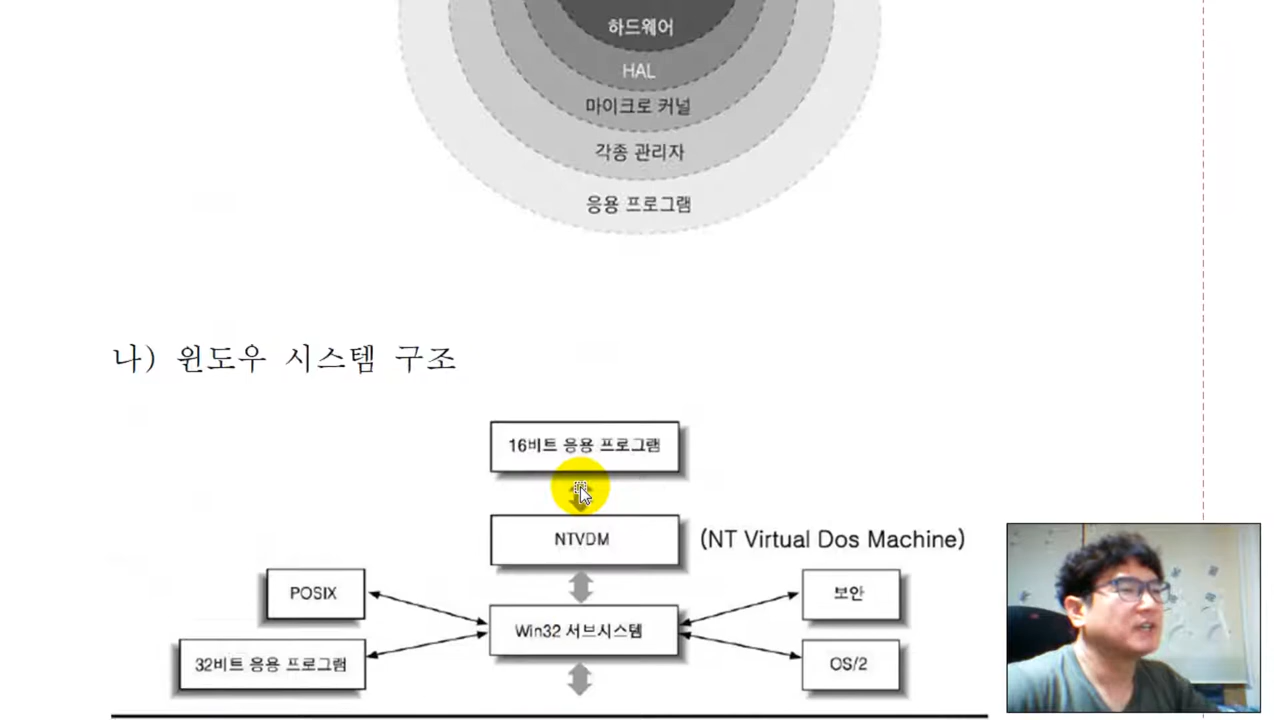 하드웨어
HAL
마이크로 커널
각종 관리자
응용 프로그램
나) 윈도우 시스템 구조
16비트 응용 프로그램
NTVDM
(NT Virtual Dos Machine)
POSIX
보안
Win32 서브시스템
32비트 응용 프로그램
OS/2